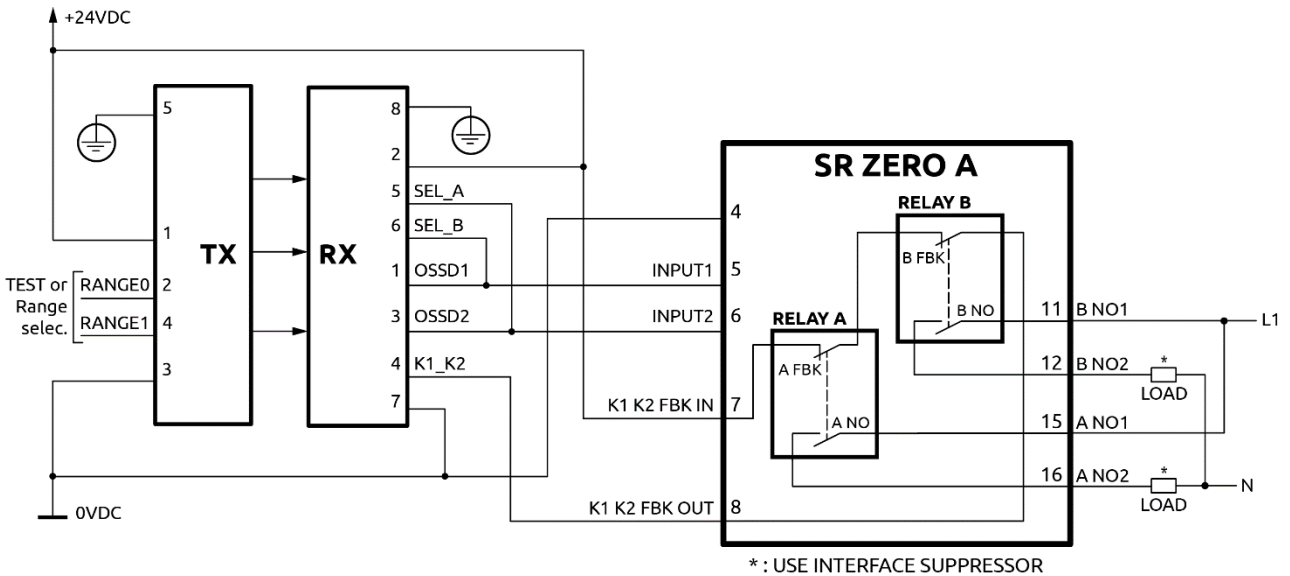 +24VDC
5
8
2
SR ZERO A
5 SEL_A
4
RELAY B
1
6 SEL_B
TX
RX
B FBK
TEST or
Range
selec.
RANGE0 2
1 OSSD1
INPUT1 5
RANGE1 4
3 OSSD2
INPUT2 6
RELAY A
B NO
11 B NO1
L1
3
4 K1_K2
A FBK
12 B NO2
*
LOAD
7
K1 K2 FBK IN 7
A NO
15 A NO1
16 A NO2
*
LOAD
N
0VDC
K1 K2 FBK OUT 8
* : USE INTERFACE SUPPRESSOR